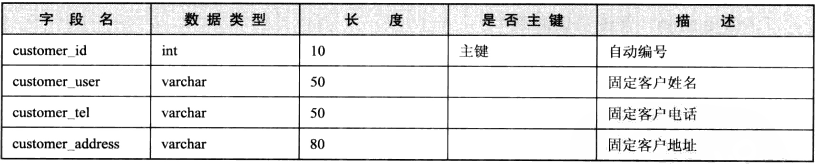 字段名 数据类型 长度 是否主键 描述
customer_id int 10 主键 自动编号
customer_user varchar 50 固定客户姓名
customer_tel varchar 50 固定客户电话
customer_address varchar 80 固定客户地址